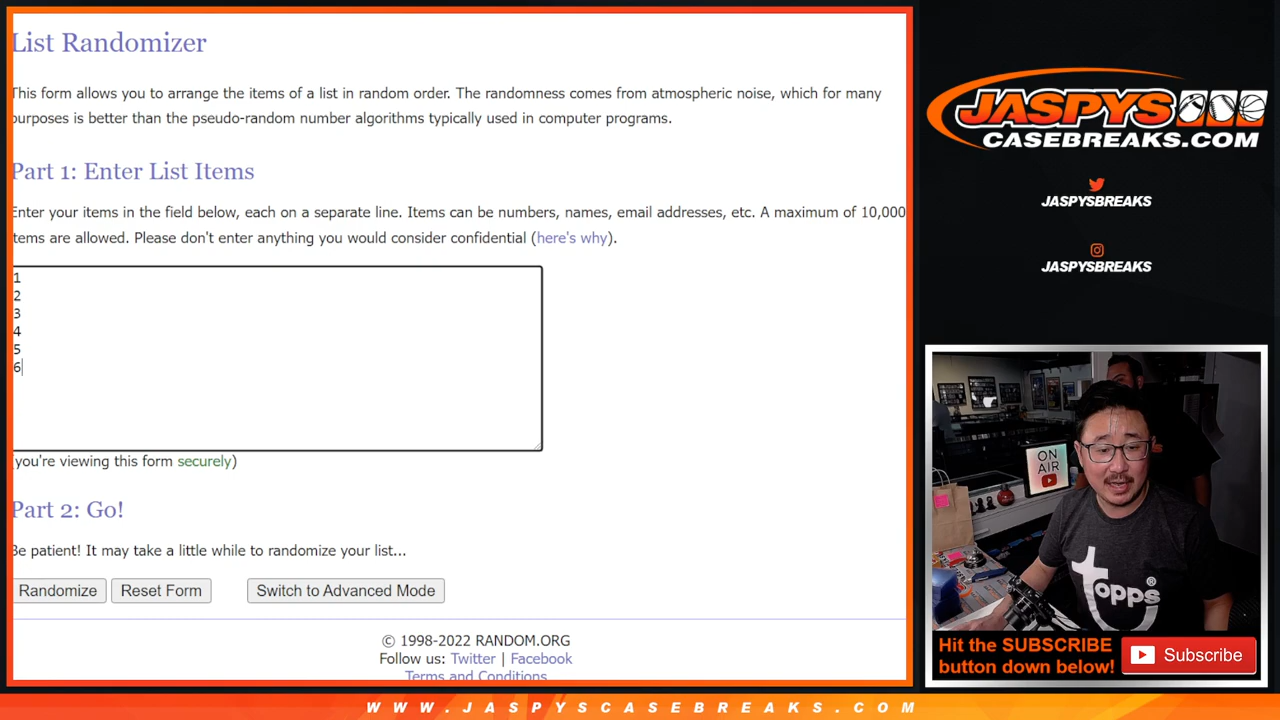 List Randomizer
This form allows you to arrange the items of a list in random order. The randomness comes from atmospheric noise, which for many
purposes is better than the pseudo-random number algorithms typically used in computer programs.
Part 1: Enter List Items
Enter your items in the field below, each on a separate line. Items can be numbers, names, email addresses, etc. A maximum of 10,000
items are allowed. Please don't enter anything you would consider confidential (here's why).
1
2
3
4
5
6
(you're viewing this form securely)
Part 2: Go!
Be patient! It may take a little while to randomize your list...
Randomize
Reset Form
Switch to Advanced Mode
© 1998-2022 RANDOM.ORG
Follow us: Twitter | Facebook
Terms and Conditions
JASPYS
CASEBREAKS.COM
JASPYSBREAKS
JASPYSBREAKS
ON
AIR
topps®
Hit the SUBSCRIBE
button down below!
Subscribe
WWW.JASPYSCASEBREAKS.COM